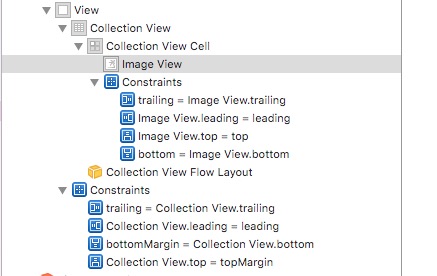 View
Collection View
Collection View Cell
Image View
Constraints
trailing = Image View.trailing
Image View.leading = leading
Image View.top = top
bottom = Image View.bottom
Collection View Flow Layout
Constraints
trailing = Collection View.trailing
Collection View.leading = leading
bottomMargin = Collection View.bottom
Collection View.top = topMargin